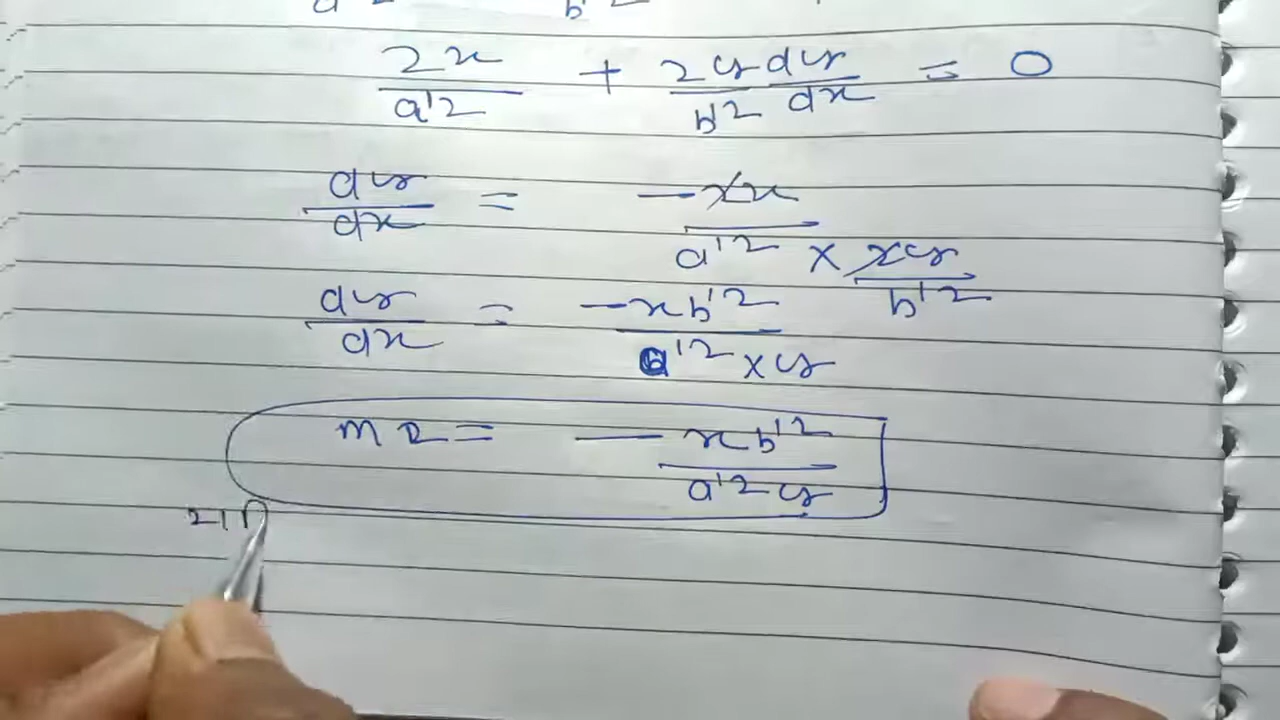 2x/a'2 + 2y/b'2 dy/dx = 0
dy/dx = -2x/a'2 × 2y/b'2
dy/dx = -xb'2/a'2 × y
m2 = - xb'2/a'2y